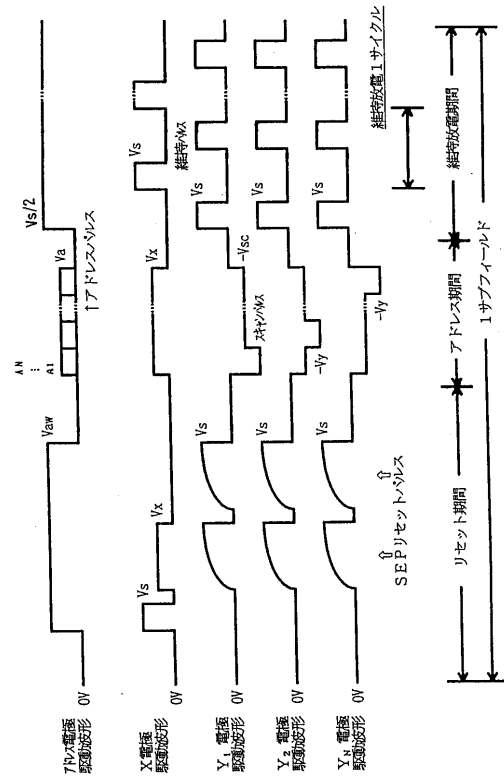 アドレス電極
駆動波形
0V
Vaw
AN
⋮
A1
Va
↑アドレスパルス
Vs/2
X電極
駆動波形
0V
Vs
Vx
Vx
Vs
維持パルス
Y₁ 電極
駆動波形
0V
Vs
スキャンパルス
-Vsc
Vs
Y₂ 電極
駆動波形
0V
Vs
-Vy
Vs
Y_N 電極
駆動波形
0V
Vs
-Vy
Vs
維持放電1サイクル
⇧ ⇧
SEPリセットパルス
リセット期間
アドレス期間
維持放電期間
1サブフィールド